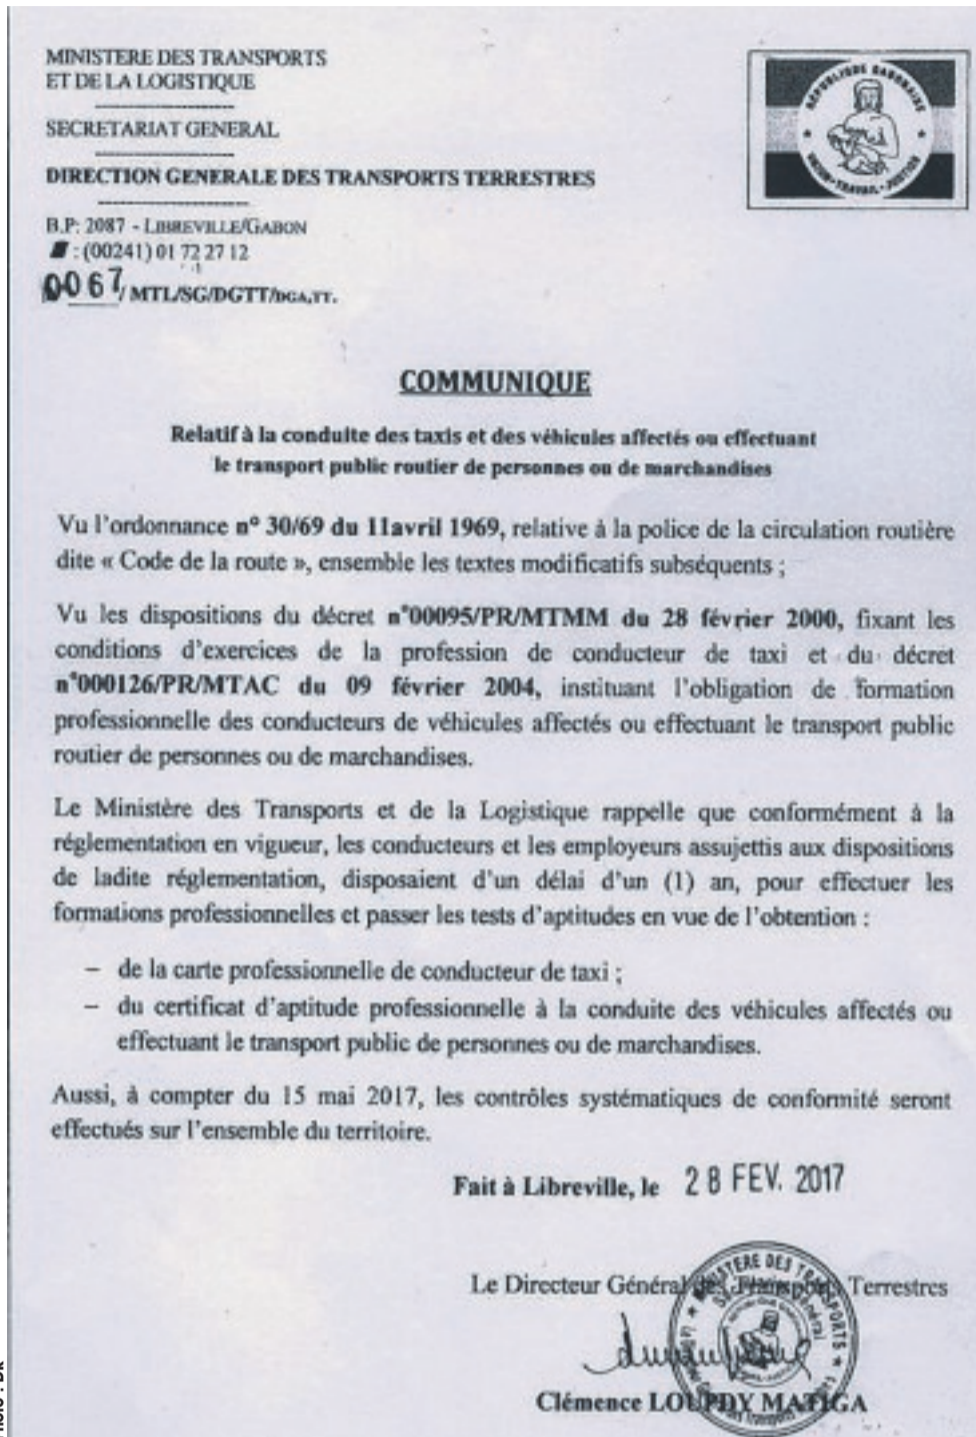 MINISTERE DES TRANSPORTS
ET DE LA LOGISTIQUE
SECRETARIAT GENERAL
DIRECTION GENERALE DES TRANSPORTS TERRESTRES
B.P: 2087 - LIBREVILLE/GABON
: (00241) 01 72 27 12
0067/ MTL/SG/DGTT/DGA.TT.
REPUBLIQUE GABONAISE
UNION - TRAVAIL - JUSTICE
COMMUNIQUE
Relatif à la conduite des taxis et des véhicules affectés ou effectuant
le transport public routier de personnes ou de marchandises
Vu l'ordonnance n° 30/69 du 11avril 1969, relative à la police de la circulation routière
dite « Code de la route », ensemble les textes modificatifs subséquents ;
Vu les dispositions du décret n°00095/PR/MTMM du 28 février 2000, fixant les
conditions d'exercices de la profession de conducteur de taxi et du décret
n°000126/PR/MTAC du 09 février 2004, instituant l'obligation de formation
professionnelle des conducteurs de véhicules affectés ou effectuant le transport public
routier de personnes ou de marchandises.
Le Ministère des Transports et de la Logistique rappelle que conformément à la
réglementation en vigueur, les conducteurs et les employeurs assujettis aux dispositions
de ladite réglementation, disposaient d'un délai d'un (1) an, pour effectuer les
formations professionnelles et passer les tests d'aptitudes en vue de l'obtention :
– de la carte professionnelle de conducteur de taxi ;
– du certificat d'aptitude professionnelle à la conduite des véhicules affectés ou
effectuant le transport public de personnes ou de marchandises.
Aussi, à compter du 15 mai 2017, les contrôles systématiques de conformité seront
effectués sur l'ensemble du territoire.
Fait à Libreville, le 28 FEV. 2017
Le Directeur Général des Transports Terrestres
MINISTERE DES TRANSPORTS
Clémence LOUPDY MATIGA